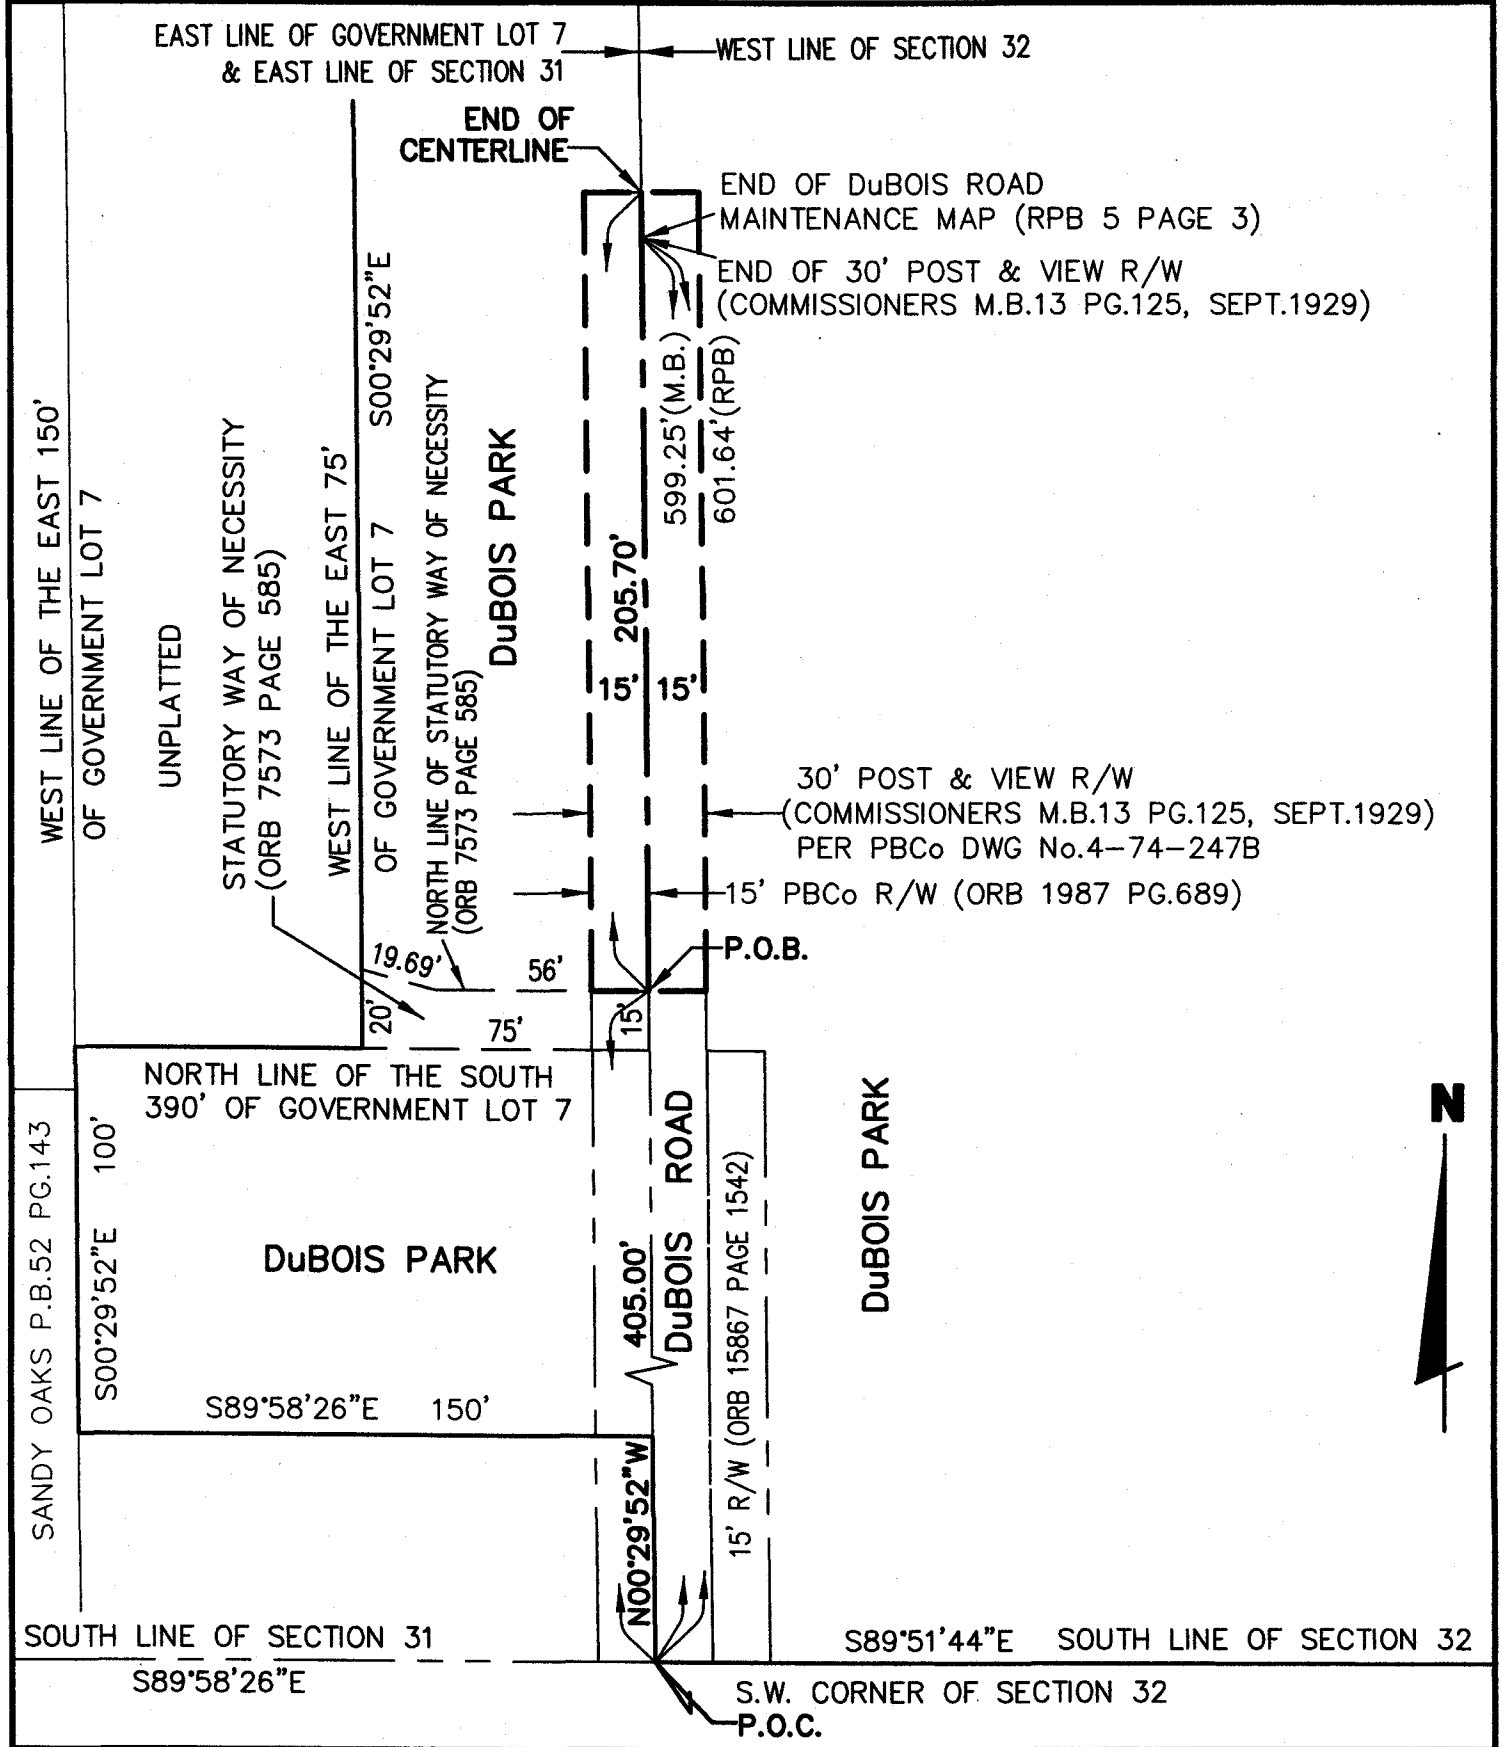 EAST LINE OF GOVERNMENT LOT 7
& EAST LINE OF SECTION 31
WEST LINE OF SECTION 32
END OF
CENTERLINE
END OF DuBOIS ROAD
MAINTENANCE MAP (RPB 5 PAGE 3)
END OF 30' POST & VIEW R/W
(COMMISSIONERS M.B.13 PG.125, SEPT.1929)
WEST LINE OF THE EAST 150'
OF GOVERNMENT LOT 7
UNPLATTED
STATUTORY WAY OF NECESSITY
(ORB 7573 PAGE 585)
WEST LINE OF THE EAST 75'
OF GOVERNMENT LOT 7
S00°29'52"E
NORTH LINE OF STATUTORY WAY OF NECESSITY
(ORB 7573 PAGE 585)
DuBOIS PARK
205.70'
599.25'(M.B.)
601.64'(RPB)
15'
15'
30' POST & VIEW R/W
(COMMISSIONERS M.B.13 PG.125, SEPT.1929)
PER PBCo DWG No.4-74-247B
15' PBCo R/W (ORB 1987 PG.689)
P.O.B.
19.69'
56'
20'
75'
15'
NORTH LINE OF THE SOUTH
390' OF GOVERNMENT LOT 7
SANDY OAKS P.B.52 PG.143
S00°29'52"E 100'
DuBOIS PARK
S89°58'26"E 150'
405.00'
DuBOIS ROAD
15' R/W (ORB 15867 PAGE 1542)
DuBOIS PARK
N
N00°29'52"W
SOUTH LINE OF SECTION 31
S89°58'26"E
S89°51'44"E SOUTH LINE OF SECTION 32
S.W. CORNER OF SECTION 32
P.O.C.